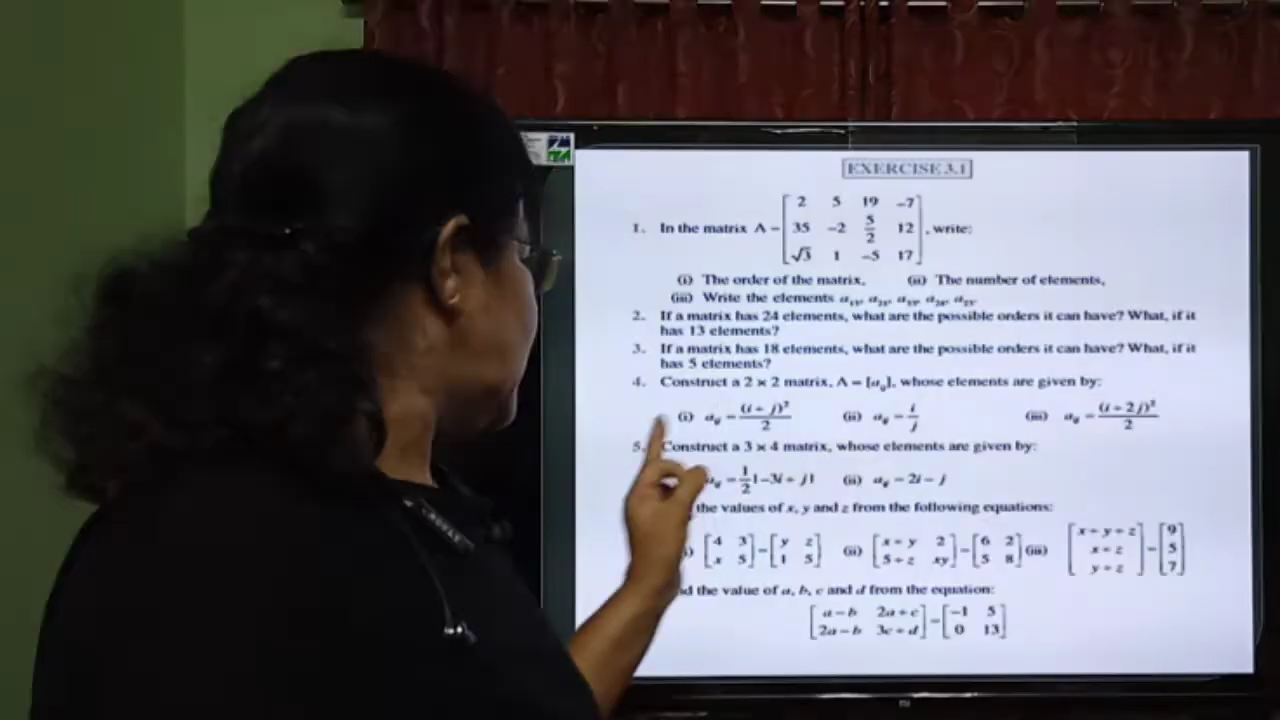 EXERCISE 3.1
1. In the matrix A = [2 5 19 –7; 35 –2 5/2 12; √3 1 –5 17], write:
(i) The order of the matrix, (ii) The number of elements,
(iii) Write the elements
2. If a matrix has 24 elements, what are the possible orders it can have? What, if it
has 13 elements?
3. If a matrix has 18 elements, what are the possible orders it can have? What, if it
has 5 elements?
4. Construct a 2 × 2 matrix, A = [aᵢⱼ], whose elements are given by:
(i) aᵢⱼ = (i + j)²/2 (ii) aᵢⱼ = i/j (iii) aᵢⱼ = (i + 2j)²/2
5. Construct a 3 × 4 matrix, whose elements are given by:
aᵢⱼ = 1/2 |–3i + j| (ii) aᵢⱼ = 2i – j
the values of x, y and z from the following equations:
[4 3; x 5] = [y z; 1 5] (ii) [x + y 2; 5 + z xy] = [6 2; 5 8] (iii) [x + y + z; x + z; y + z] = [9; 5; 7]
the value of a, b, c and d from the equation:
[a – b 2a + c; 2a – b 3c + d] = [–1 5; 0 13]